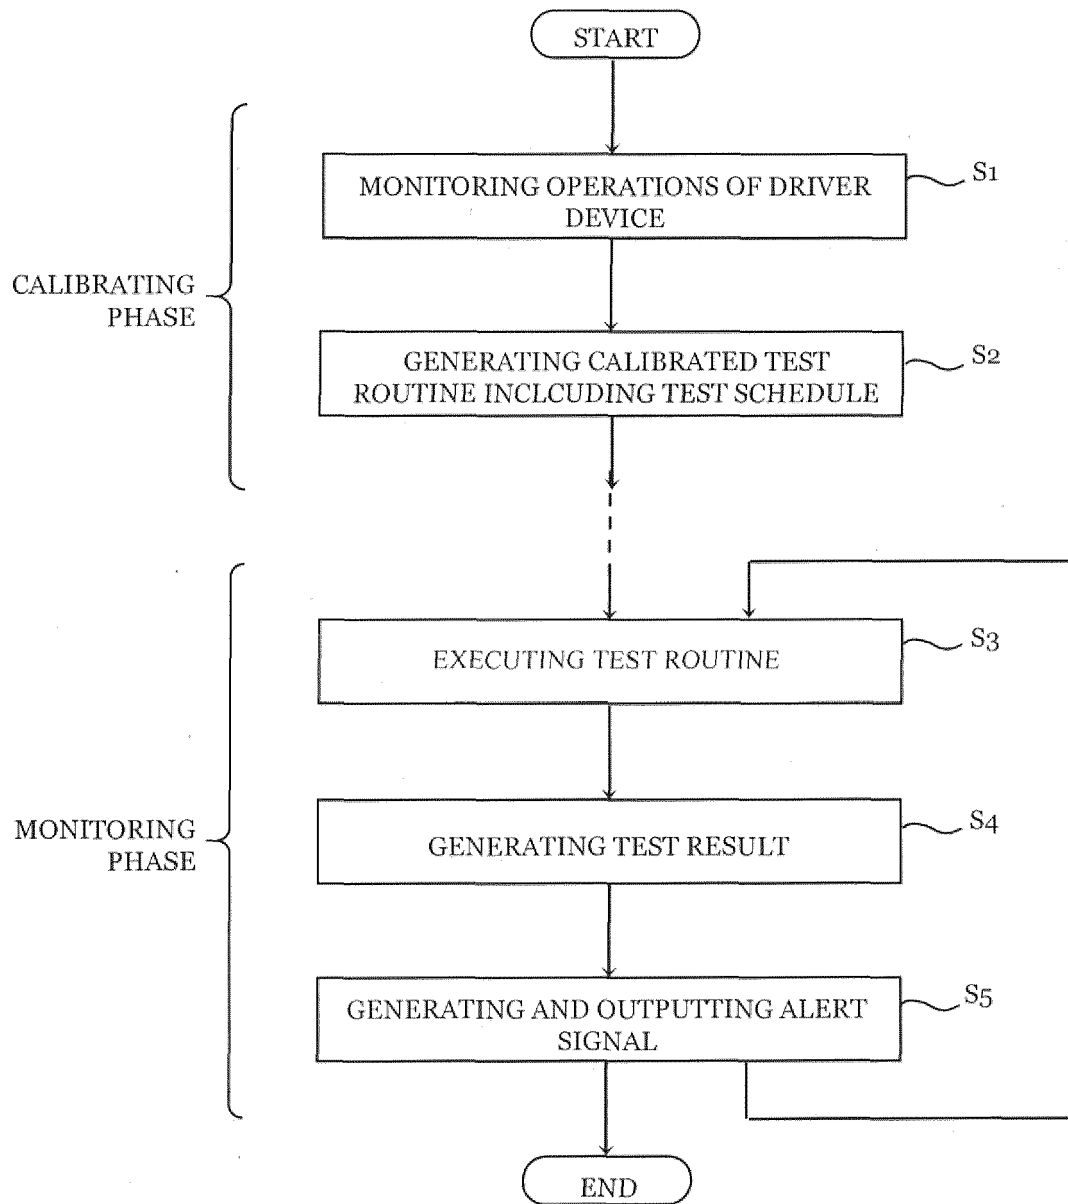 START
MONITORING OPERATIONS OF DRIVER
DEVICE
S1
CALIBRATING
PHASE
GENERATING CALIBRATED TEST
ROUTINE INCLCUDING TEST SCHEDULE
S2
EXECUTING TEST ROUTINE
S3
MONITORING
PHASE
GENERATING TEST RESULT
S4
GENERATING AND OUTPUTTING ALERT
SIGNAL
S5
END